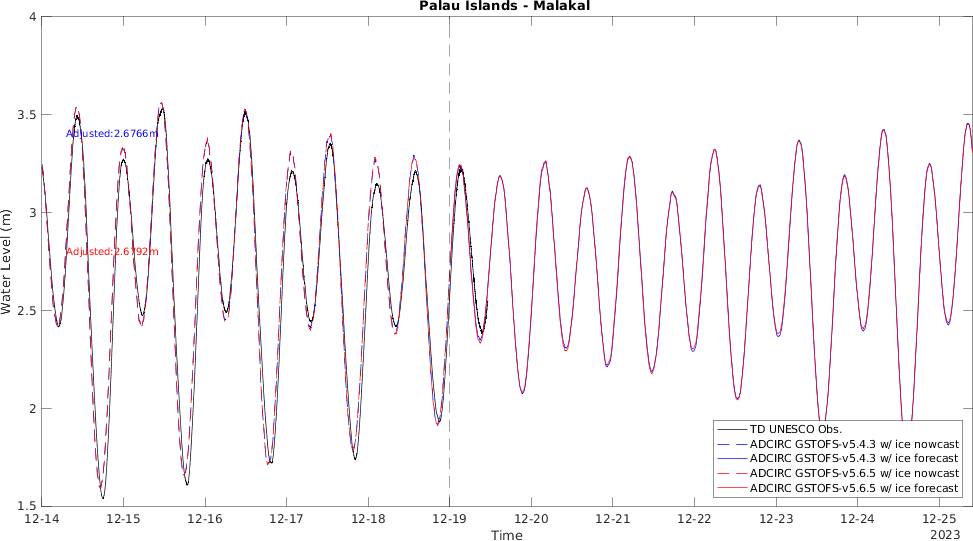 Palau Islands - Malakal
4
3.5
3
2.5
2
1.5
Water Level (m)
Adjusted:2.6766m
Adjusted:2.6792m
TD UNESCO Obs.
ADCIRC GSTOFS-v5.4.3 w/ ice nowcast
ADCIRC GSTOFS-v5.4.3 w/ ice forecast
ADCIRC GSTOFS-v5.6.5 w/ ice nowcast
ADCIRC GSTOFS-v5.6.5 w/ ice forecast
12-14 12-15 12-16 12-17 12-18 12-19 12-20 12-21 12-22 12-23 12-24 12-25
Time
2023